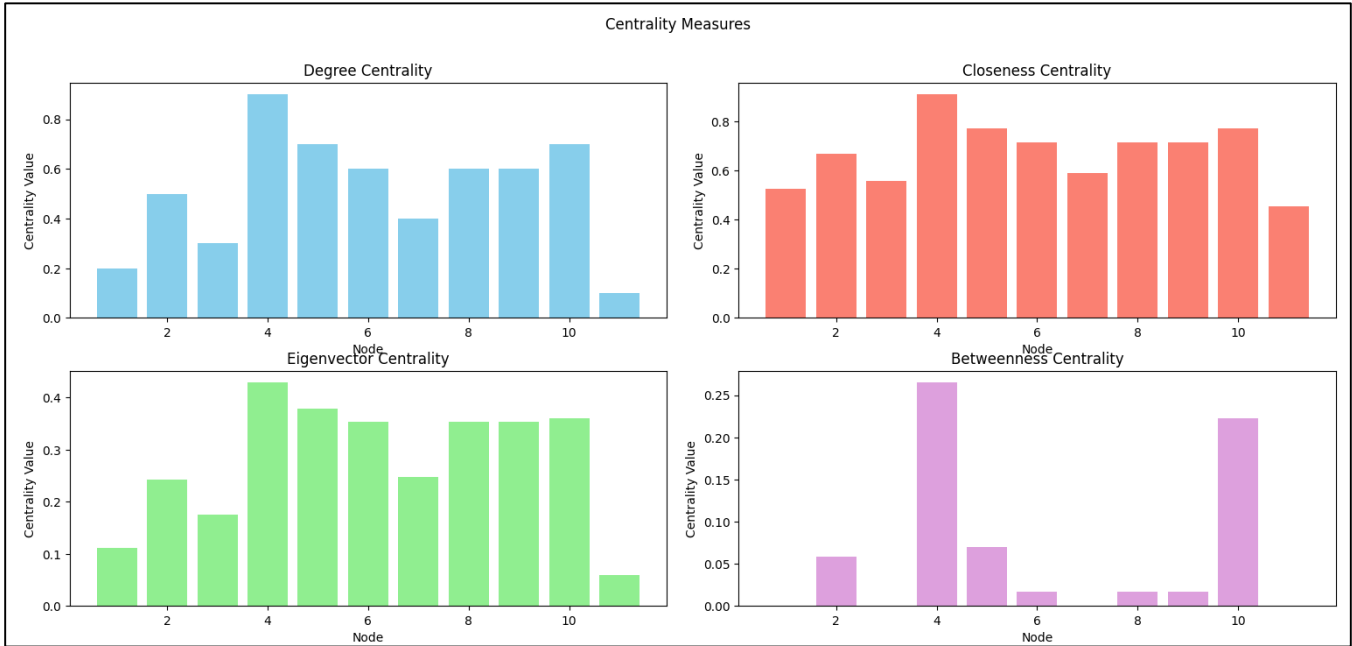 Centrality Measures
Degree Centrality
Centrality Value
0.8
0.6
0.4
0.2
0.0
2 4 6 8 10
Node
Closeness Centrality
Centrality Value
0.8
0.6
0.4
0.2
0.0
2 4 6 8 10
Node
Eigenvector Centrality
Centrality Value
0.4
0.3
0.2
0.1
0.0
2 4 6 8 10
Node
Betweenness Centrality
Centrality Value
0.25
0.20
0.15
0.10
0.05
0.00
2 4 6 8 10
Node